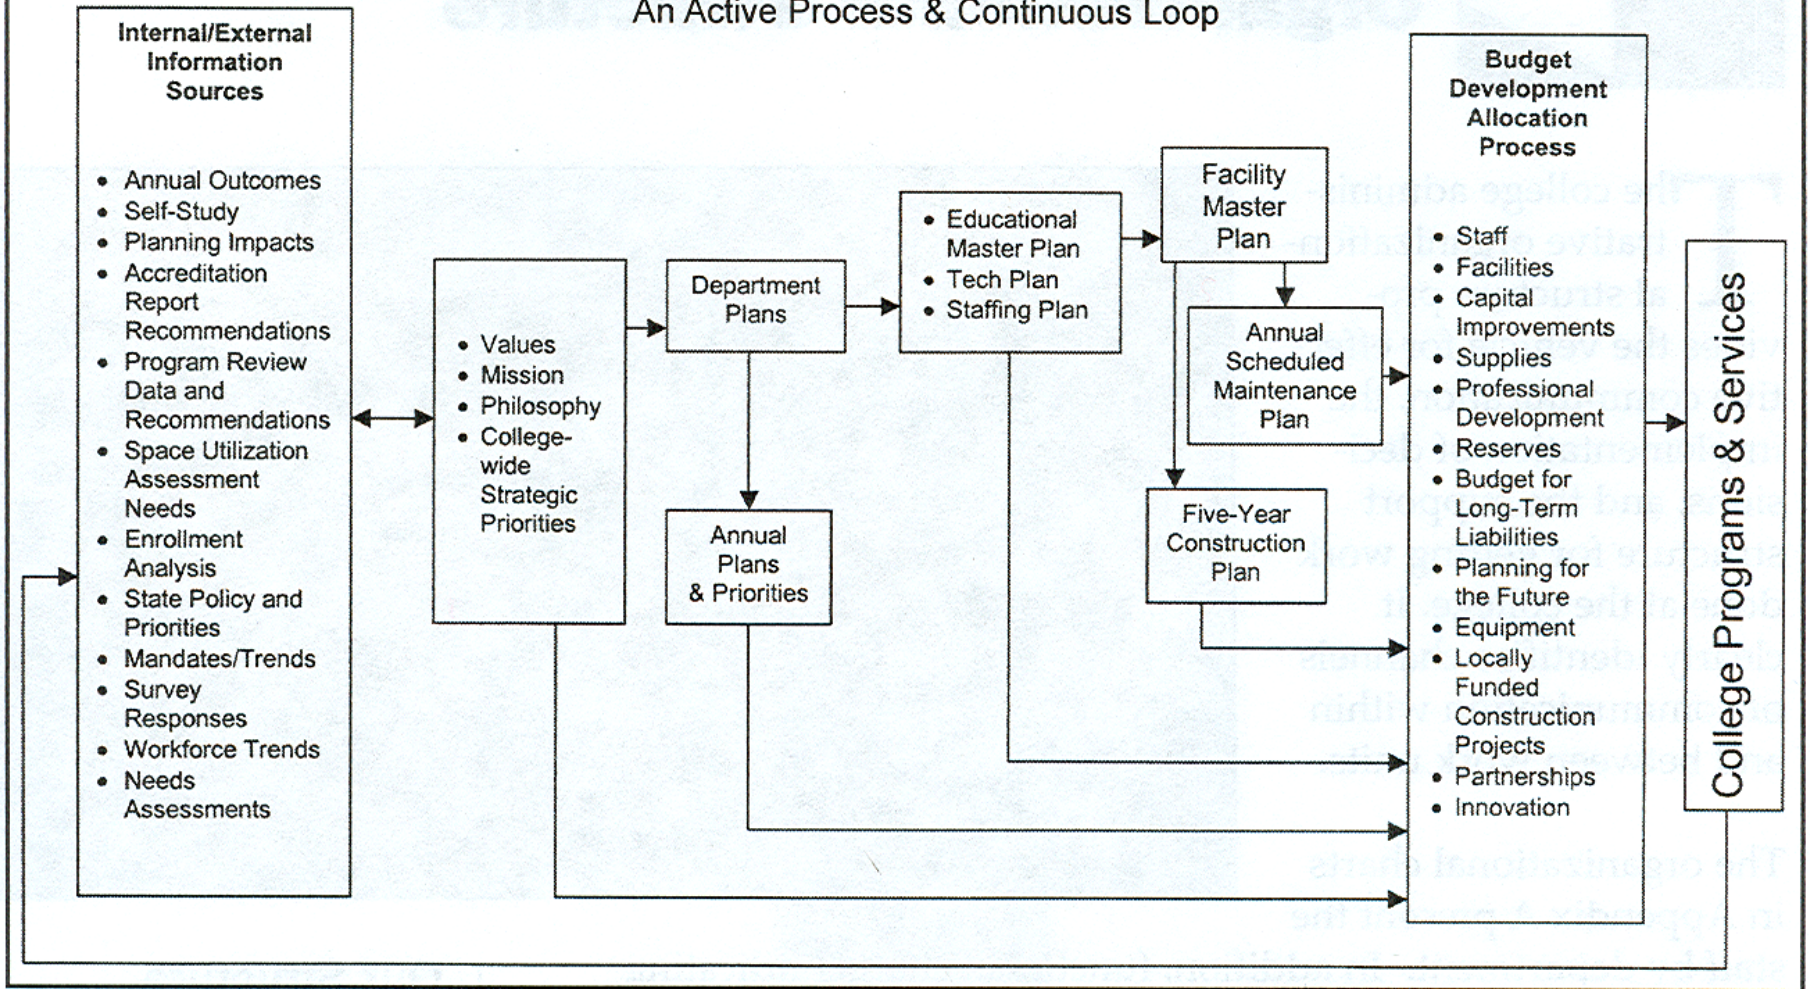 An Active Process & Continuous Loop
Internal/External
Information
Sources
• Annual Outcomes
• Self-Study
• Planning Impacts
• Accreditation
Report
Recommendations
• Program Review
Data and
Recommendations
• Space Utilization
Assessment
Needs
• Enrollment
Analysis
• State Policy and
Priorities
• Mandates/Trends
• Survey
Responses
• Workforce Trends
• Needs
Assessments
• Values
• Mission
• Philosophy
• College-
wide
Strategic
Priorities
Department
Plans
Annual
Plans
& Priorities
• Educational
Master Plan
• Tech Plan
• Staffing Plan
Facility
Master
Plan
Annual
Scheduled
Maintenance
Plan
Five-Year
Construction
Plan
Budget
Development
Allocation
Process
• Staff
• Facilities
• Capital
Improvements
• Supplies
• Professional
Development
• Reserves
• Budget for
Long-Term
Liabilities
• Planning for
the Future
• Equipment
• Locally
Funded
Construction
Projects
• Partnerships
• Innovation
College Programs & Services